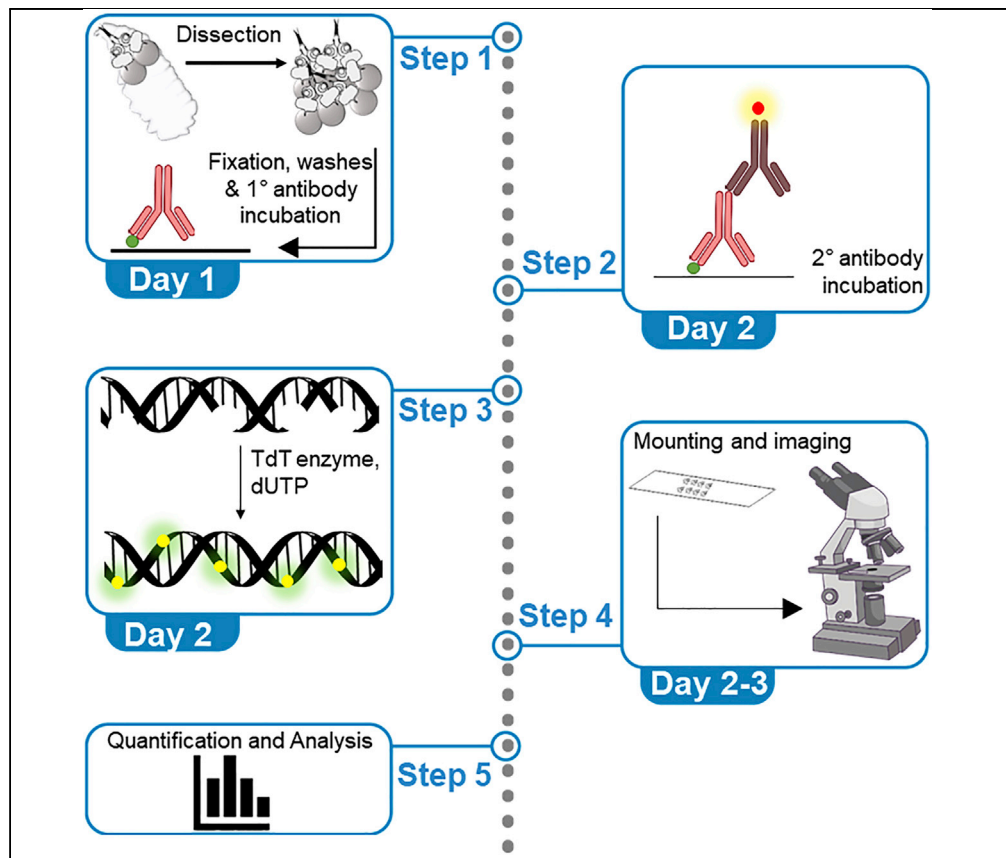 Dissection
Fixation, washes
& 1° antibody
incubation
Day 1
Step 1
Step 2
2° antibody
incubation
Day 2
Step 3
TdT enzyme,
dUTP
Day 2
Step 4
Mounting and imaging
Day 2-3
Quantification and Analysis
Step 5